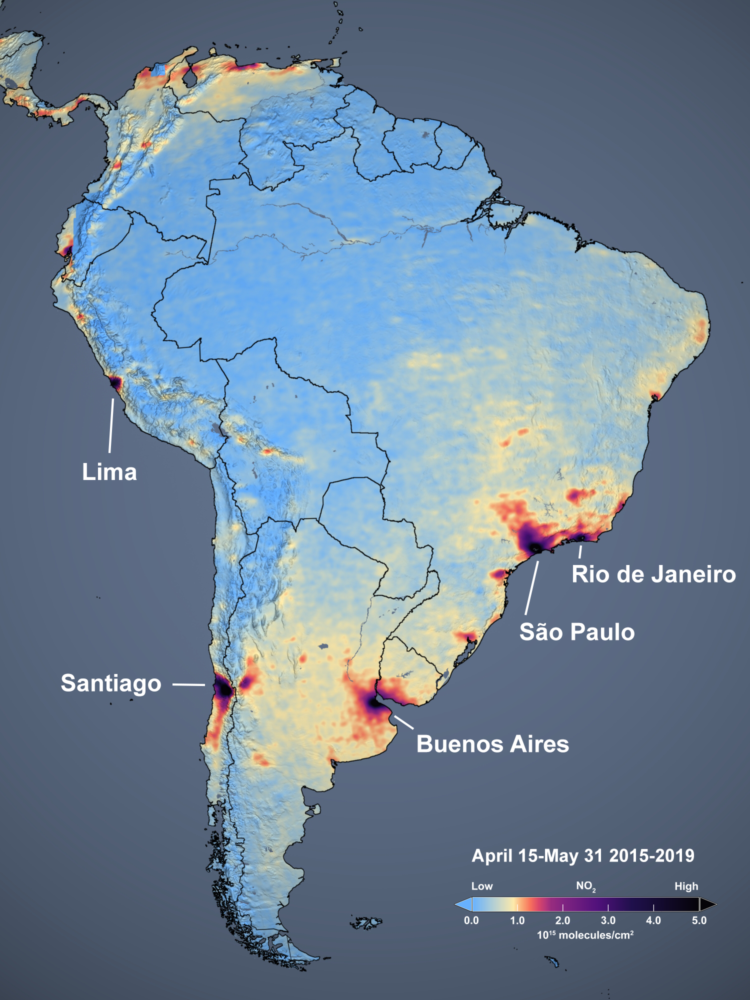 Lima
Rio de Janeiro
São Paulo
Santiago
Buenos Aires
April 15-May 31 2015-2019
Low NO₂ High
0.0 1.0 2.0 3.0 4.0 5.0
10¹⁵ molecules/cm²